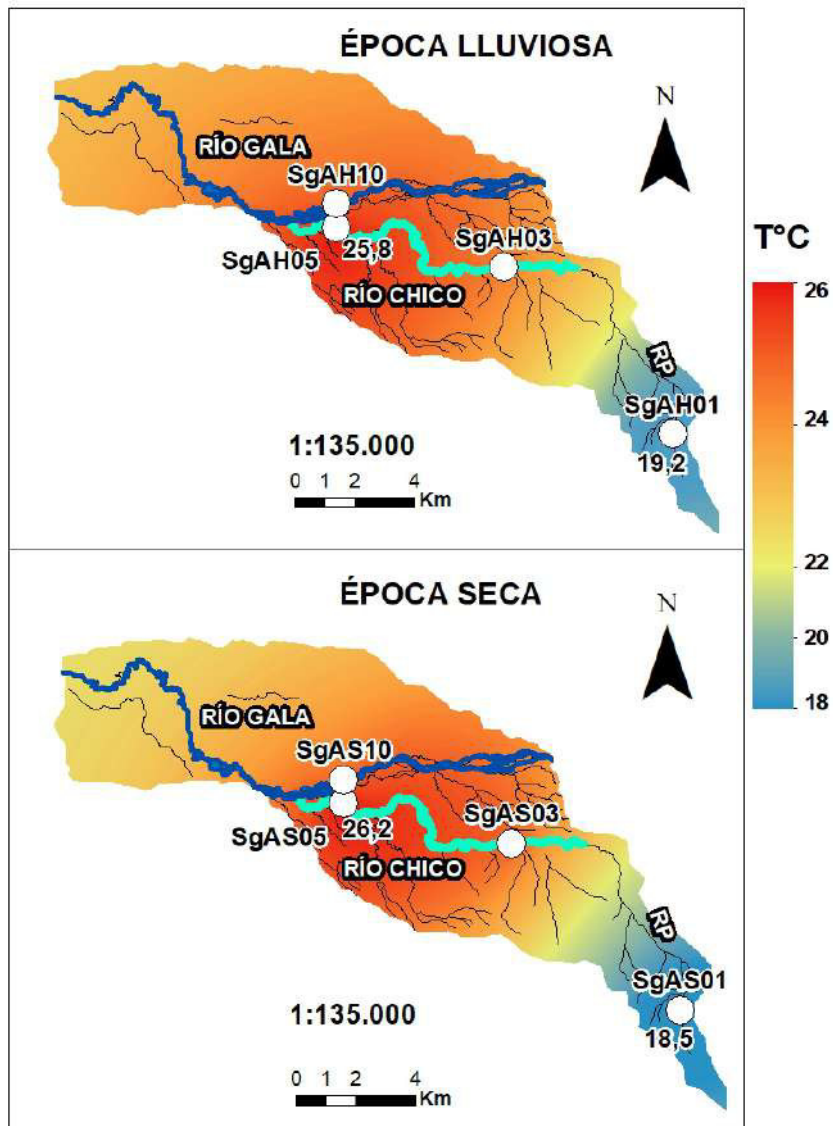 ÉPOCA LLUVIOSA
N
RÍO GALA
SgAH10
SgAH03
SgAH05
25,8
RÍO CHICO
RP
SgAH01
19,2
1:135.000
0 1 2 4
Km
T°C
26
24
22
20
18
ÉPOCA SECA
N
RÍO GALA
SgAS10
SgAS03
SgAS05
26,2
RÍO CHICO
RP
SgAS01
18,5
1:135.000
0 1 2 4
Km